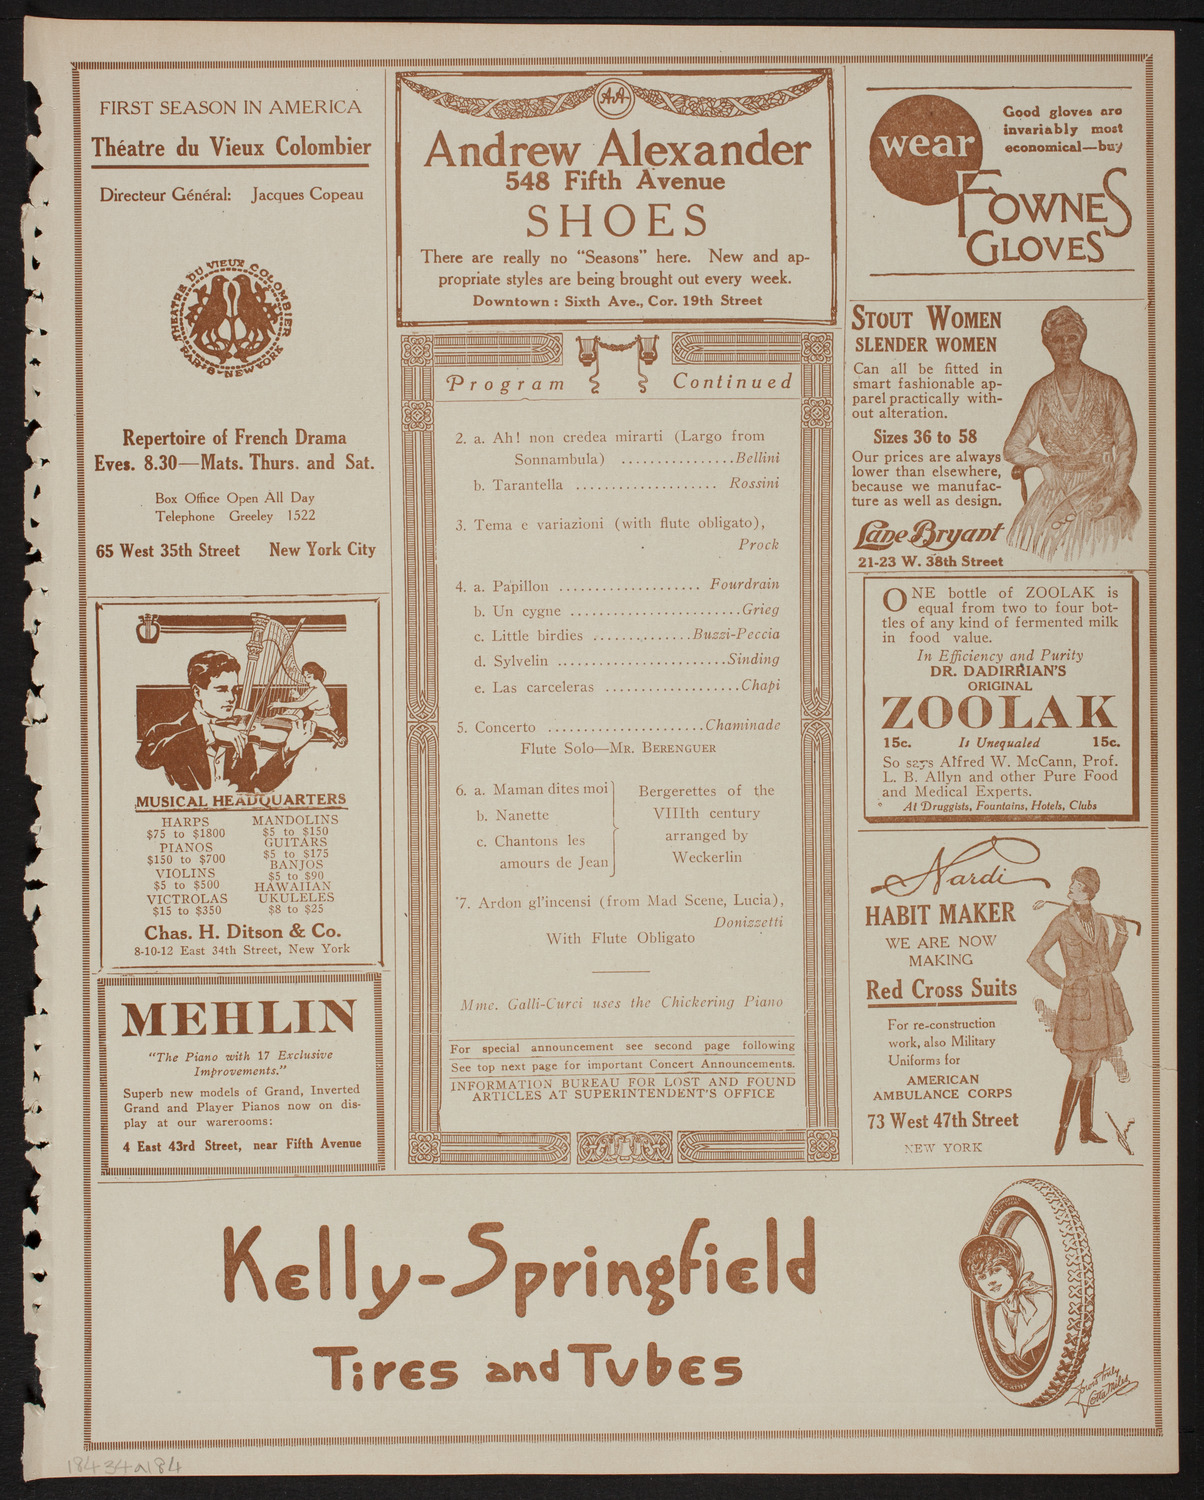 FIRST SEASON IN AMERICA
Théatre du Vieux Colombier
Directeur Général: Jacques Copeau
THEATRE DU VIEUX COLOMBIER
PARIS-NEW YORK
Repertoire of French Drama
Eves. 8.30—Mats. Thurs. and Sat.
Box Office Open All Day
Telephone Greeley 1522
65 West 35th Street New York City
MUSICAL HEADQUARTERS
HARPS
$75 to $1800
PIANOS
$150 to $700
VIOLINS
$5 to $500
VICTROLAS
$15 to $350
MANDOLINS
$5 to $150
GUITARS
$5 to $175
BANJOS
$5 to $90
HAWAIIAN
UKULELES
$8 to $25
Chas. H. Ditson & Co.
8-10-12 East 34th Street, New York
MEHLIN
"The Piano with 17 Exclusive
Improvements."
Superb new models of Grand, Inverted
Grand and Player Pianos now on dis-
play at our warerooms:
4 East 43rd Street, near Fifth Avenue
AA
Andrew Alexander
548 Fifth Avenue
SHOES
There are really no "Seasons" here. New and ap-
propriate styles are being brought out every week.
Downtown: Sixth Ave., Cor. 19th Street
Program Continued
2. a. Ah! non credea mirarti (Largo from
Sonnambula) ................Bellini
b. Tarantella .................... Rossini
3. Tema e variazioni (with flute obligato),
Prock
4. a. Papillon .................... Fourdrain
b. Un cygne ........................Grieg
c. Little birdies ..............Buzzi-Peccia
d. Sylvelin ........................Sinding
e. Las carceleras ...................Chapi
5. Concerto ......................Chaminade
Flute Solo—MR. BERENGUER
6. a. Maman dites moi
b. Nanette
c. Chantons les
amours de Jean
Bergerettes of the
VIIIth century
arranged by
Weckerlin
7. Ardon gl'incensi (from Mad Scene, Lucia),
Donizetti
With Flute Obligato
Mme. Galli-Curci uses the Chickering Piano
For special announcement see second page following
See top next page for important Concert Announcements.
INFORMATION BUREAU FOR LOST AND FOUND
ARTICLES AT SUPERINTENDENT'S OFFICE
wear
Good gloves are
invariably most
economical—buy
FOWNES
GLOVES
STOUT WOMEN
SLENDER WOMEN
Can all be fitted in
smart fashionable ap-
parel practically with-
out alteration.
Sizes 36 to 58
Our prices are always
lower than elsewhere,
because we manufac-
ture as well as design.
Lane Bryant
21-23 W. 38th Street
ONE bottle of ZOOLAK is
equal from two to four bot-
tles of any kind of fermented milk
in food value.
In Efficiency and Purity
DR. DADIRRIAN'S
ORIGINAL
ZOOLAK
15c. Is Unequaled 15c.
So says Alfred W. McCann, Prof.
L. B. Allyn and other Pure Food
and Medical Experts.
At Druggists, Fountains, Hotels, Clubs
Nardi
HABIT MAKER
WE ARE NOW
MAKING
Red Cross Suits
For re-construction
work, also Military
Uniforms for
AMERICAN
AMBULANCE CORPS
73 West 47th Street
NEW YORK
Kelly-Springfield
Tires and Tubes
Yours truly
Lotta Miles
18434a184